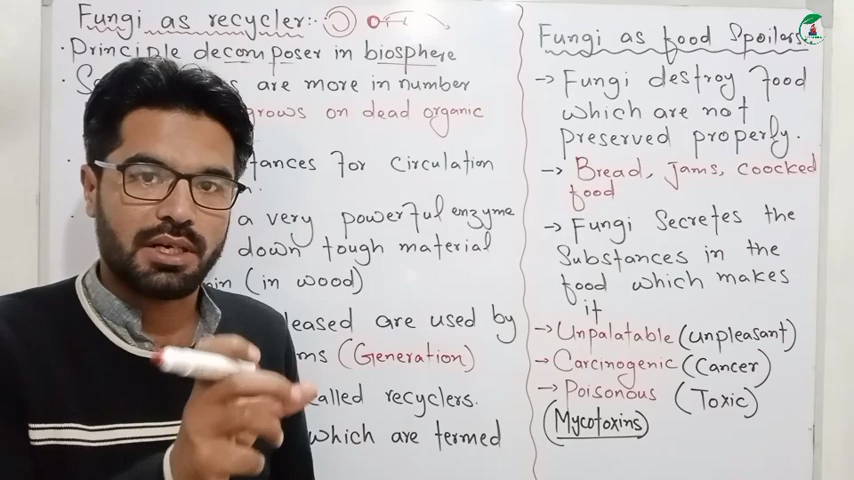 Fungi as recycler:-
·Principle decomposer in biosphere
are more in number
grows on dead organic
tances for circulation
a very powerful enzyme
down tough material
(in wood)
leased are used by
ms (Generation)
called recyclers.
which are termed
Fungi as food Spoilers
→ Fungi destroy food
which are not
preserved properly.
→ Bread, Jams, coocked
food
→ Fungi Secretes the
Substances in the
food which makes
it
→ Unpalatable (unpleasant)
→ Carcinogenic (Cancer)
→ Poisonous (Toxic)
(Mycotoxins)